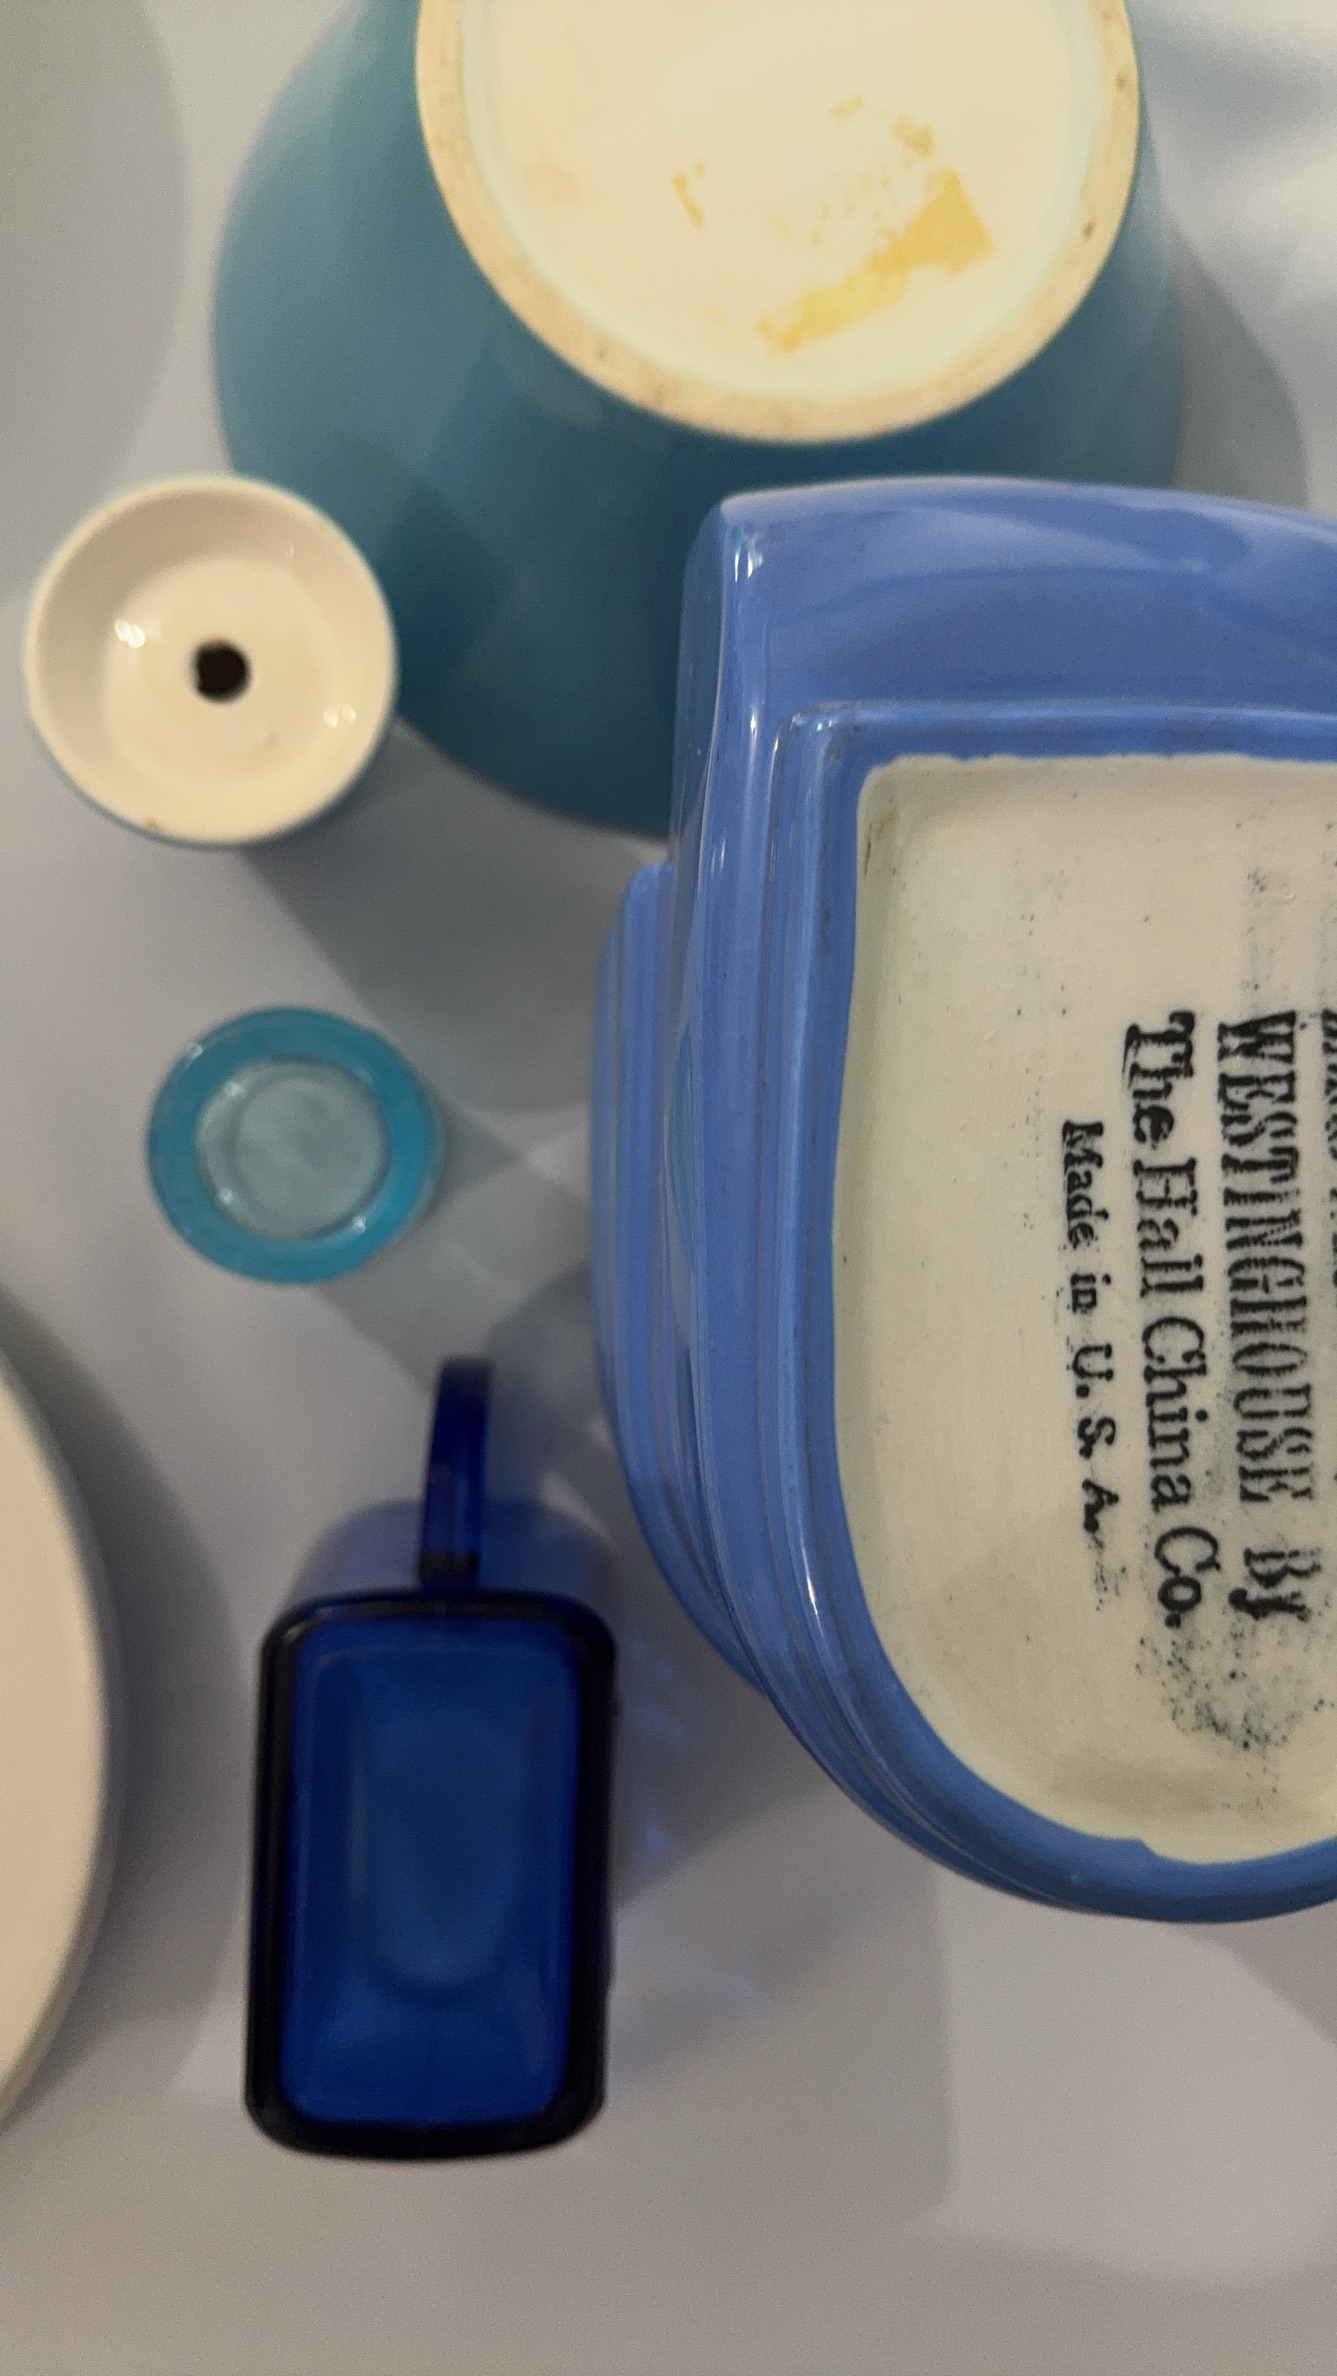 WESTINGHOUSE By
The Hall China Co.
Made in U. S. A.